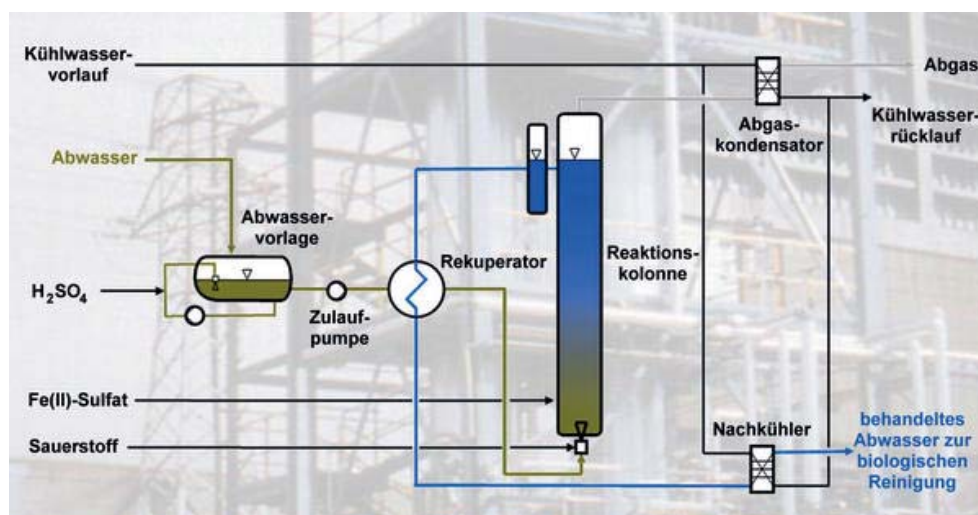 Kühlwasser-
vorlauf
Abgas
Kühlwasser-
rücklauf
Abgas-
kondensator
Abwasser
Abwasser-
vorlage
Rekuperator
Reaktions-
kolonne
H₂SO₄
Zulauf-
pumpe
Fe(II)-Sulfat
Sauerstoff
Nachkühler
behandeltes
Abwasser zur
biologischen
Reinigung